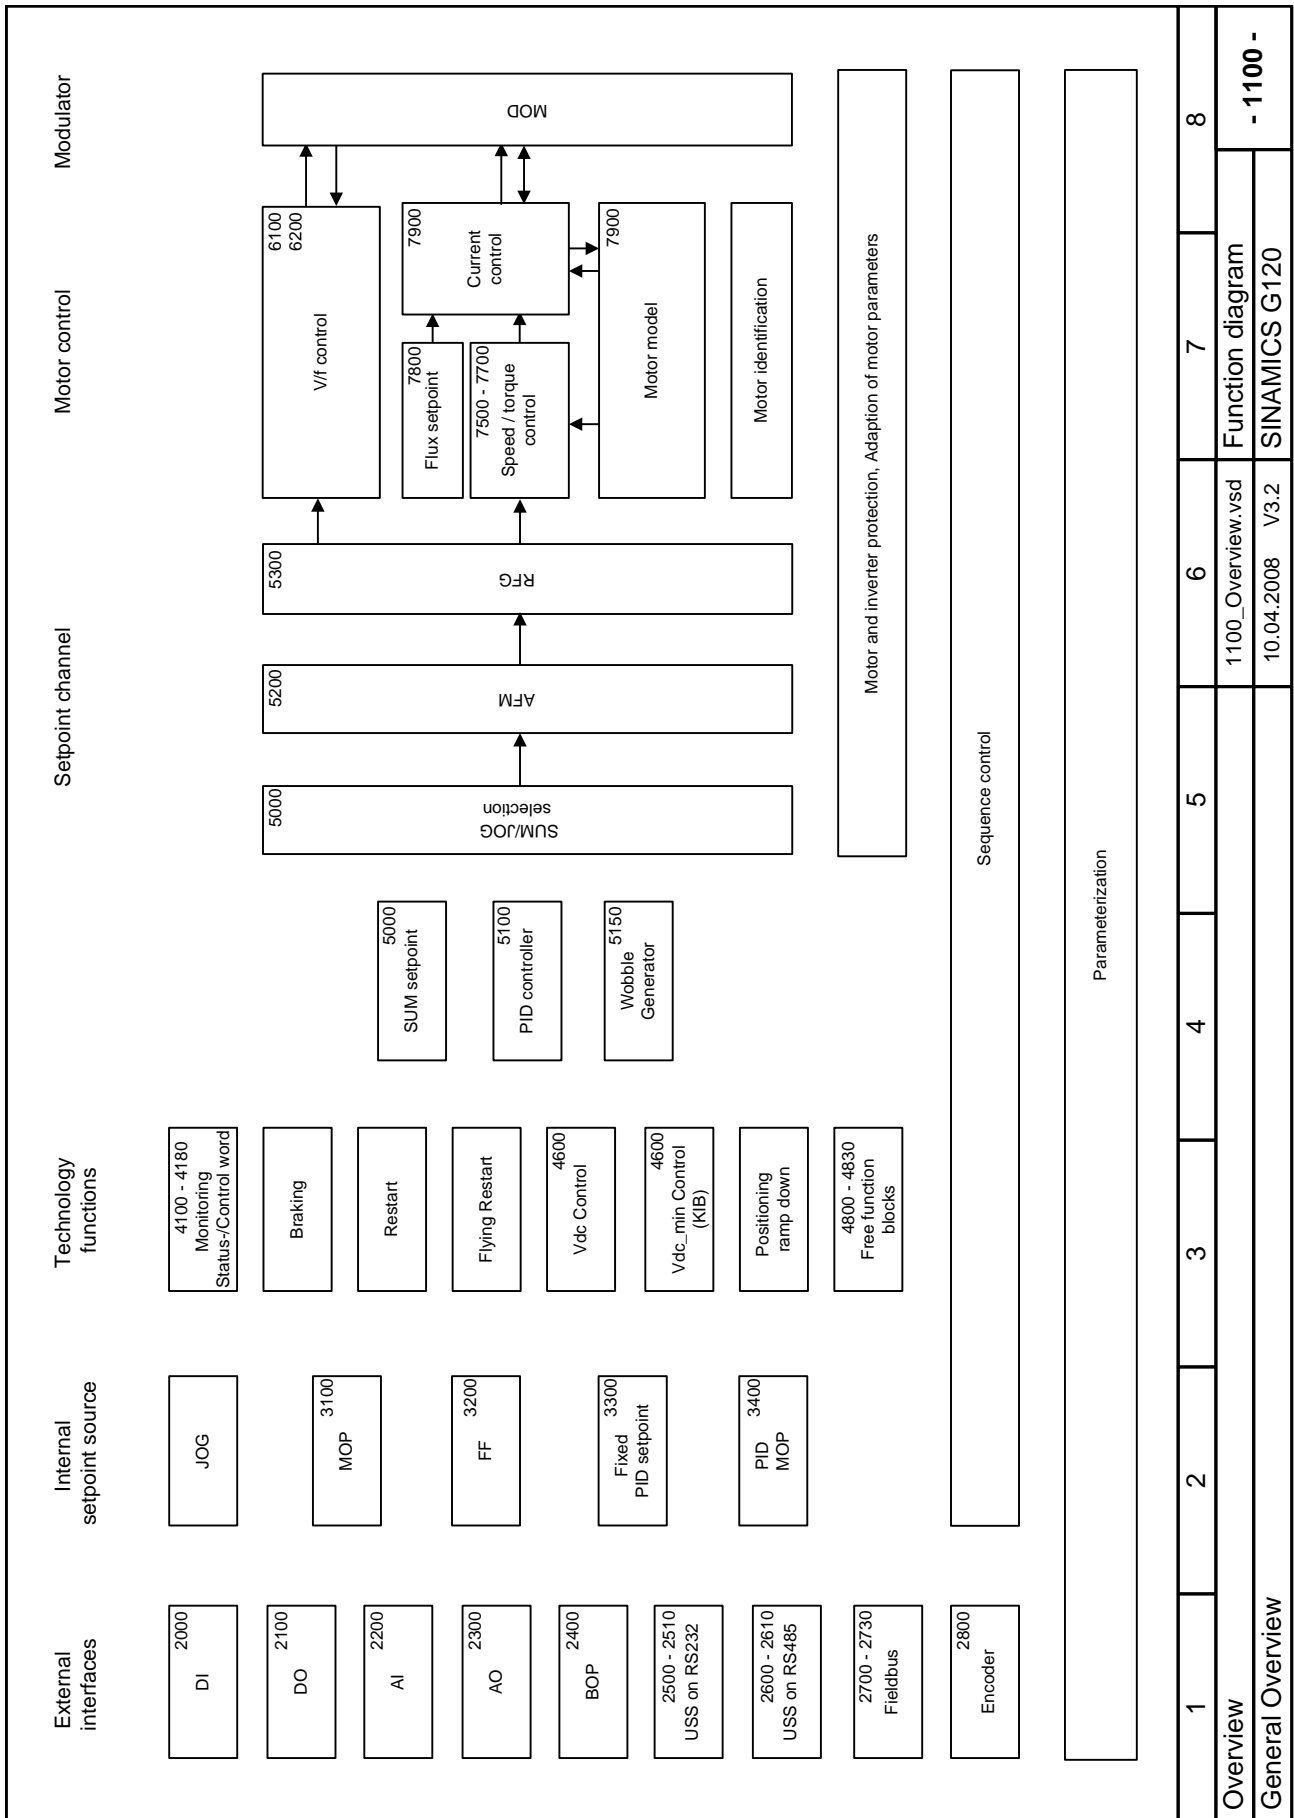 External
interfaces
Internal
setpoint source
Technology
functions
Setpoint channel
Motor control
Modulator
2000
DI
2100
DO
2200
AI
2300
AO
2400
BOP
2500 - 2510
USS on RS232
2600 - 2610
USS on RS485
2700 - 2730
Fieldbus
2800
Encoder
JOG
3100
MOP
3200
FF
3300
Fixed
PID setpoint
3400
PID
MOP
4100 - 4180
Monitoring
Status-/Control word
Braking
Restart
Flying Restart
4600
Vdc Control
4600
Vdc_min Control
(KIB)
Positioning
ramp down
4800 - 4830
Free function
blocks
5000
SUM setpoint
5100
PID controller
5150
Wobble
Generator
5000
SUM/JOG
selection
5200
AFM
5300
RFG
6100
6200
V/f control
7800
Flux setpoint
7500 - 7700
Speed / torque
control
7900
Current
control
7900
Motor model
Motor identification
MOD
Motor and inverter protection, Adaption of motor parameters
Sequence control
Parameterization
1
2
3
4
5
6
7
8
Overview
1100_Overview.vsd
Function diagram
- 1100 -
General Overview
10.04.2008 V3.2
SINAMICS G120